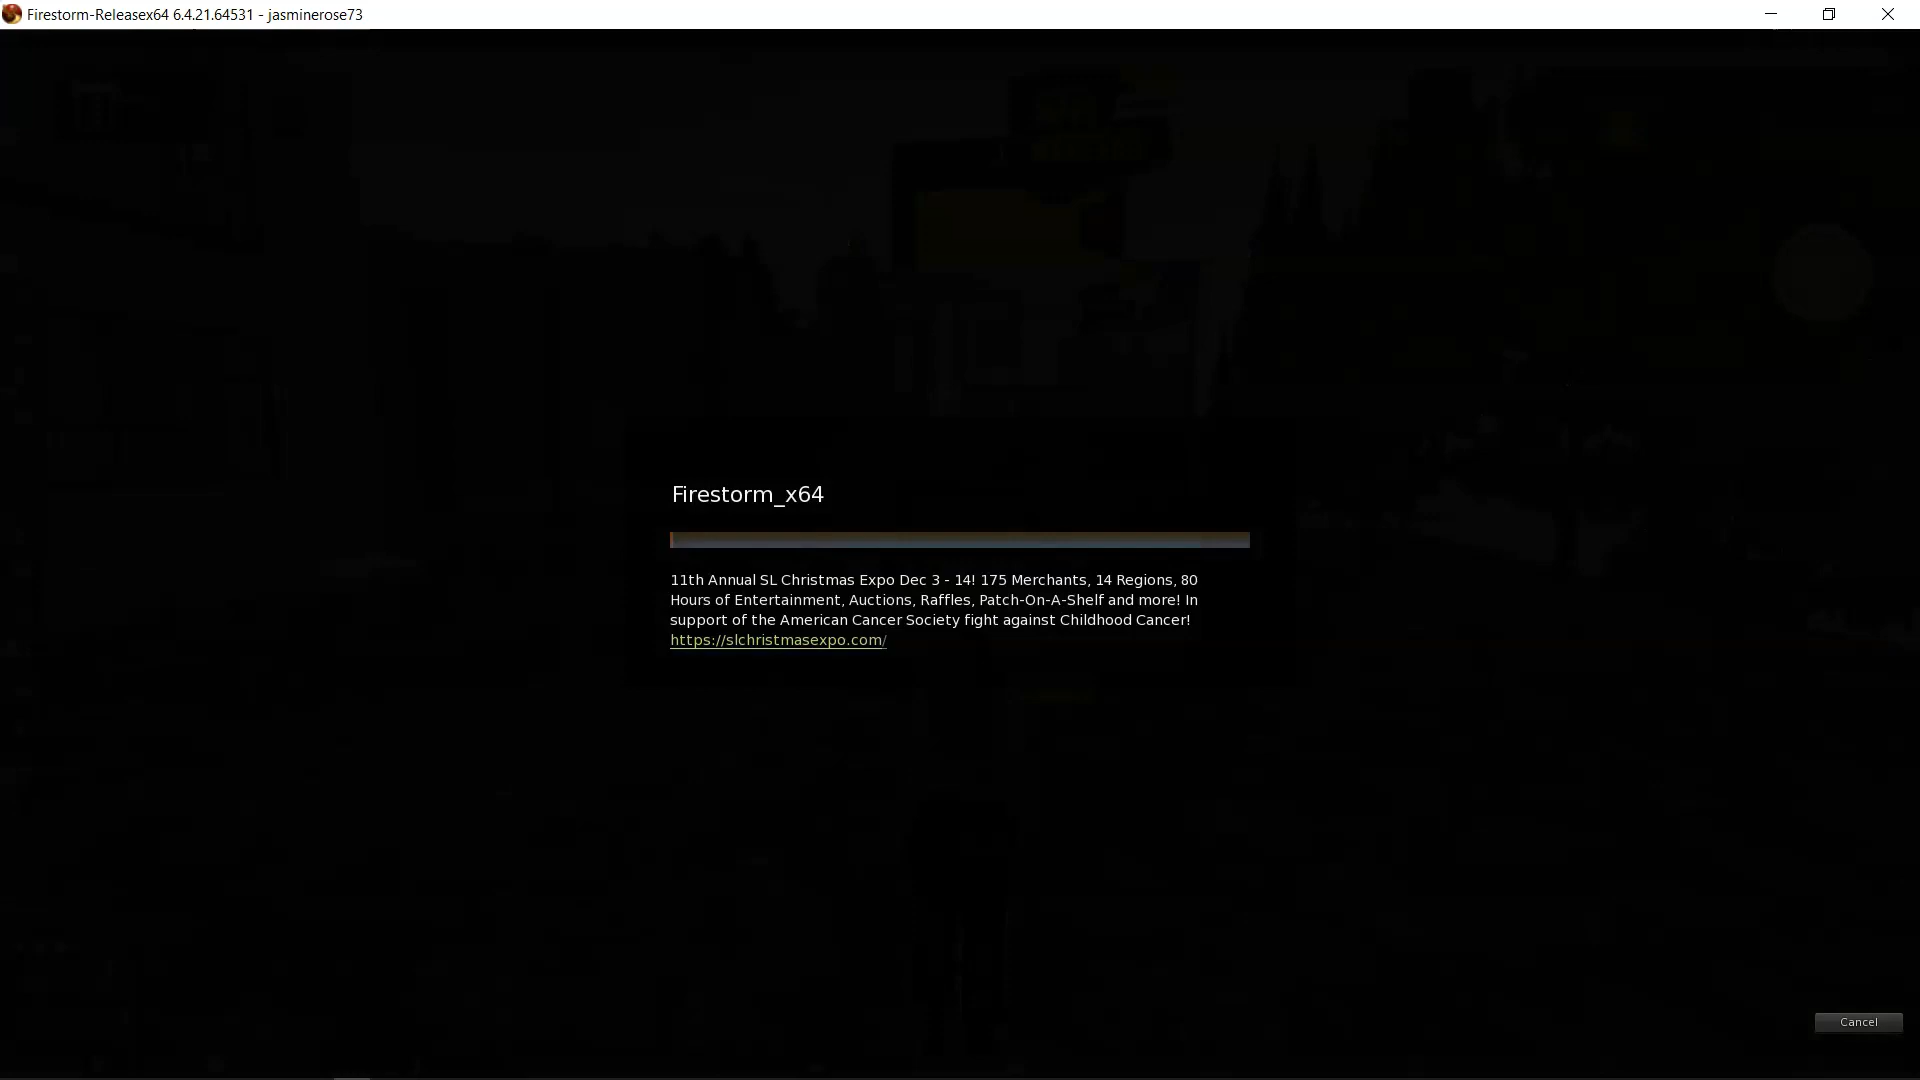 Firestorm-Releasex64 6.4.21.64531 - jasminerose73
Firestorm_x64
11th Annual SL Christmas Expo Dec 3 - 14! 175 Merchants, 14 Regions, 80
Hours of Entertainment, Auctions, Raffles, Patch-On-A-Shelf and more! In
support of the American Cancer Society fight against Childhood Cancer!
https://slchristmasexpo.com/
Cancel